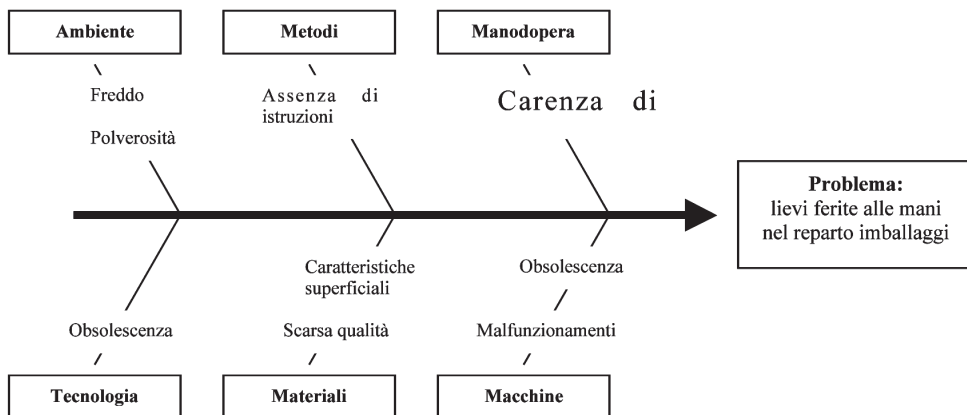 Ambiente
Metodi
Manodopera
Freddo
Polverosità
Assenza di
istruzioni
Carenza di
Problema:
lievi ferite alle mani
nel reparto imballaggi
Caratteristiche
superficiali
Obsolescenza
Obsolescenza
Scarsa qualità
Malfunzionamenti
Tecnologia
Materiali
Macchine